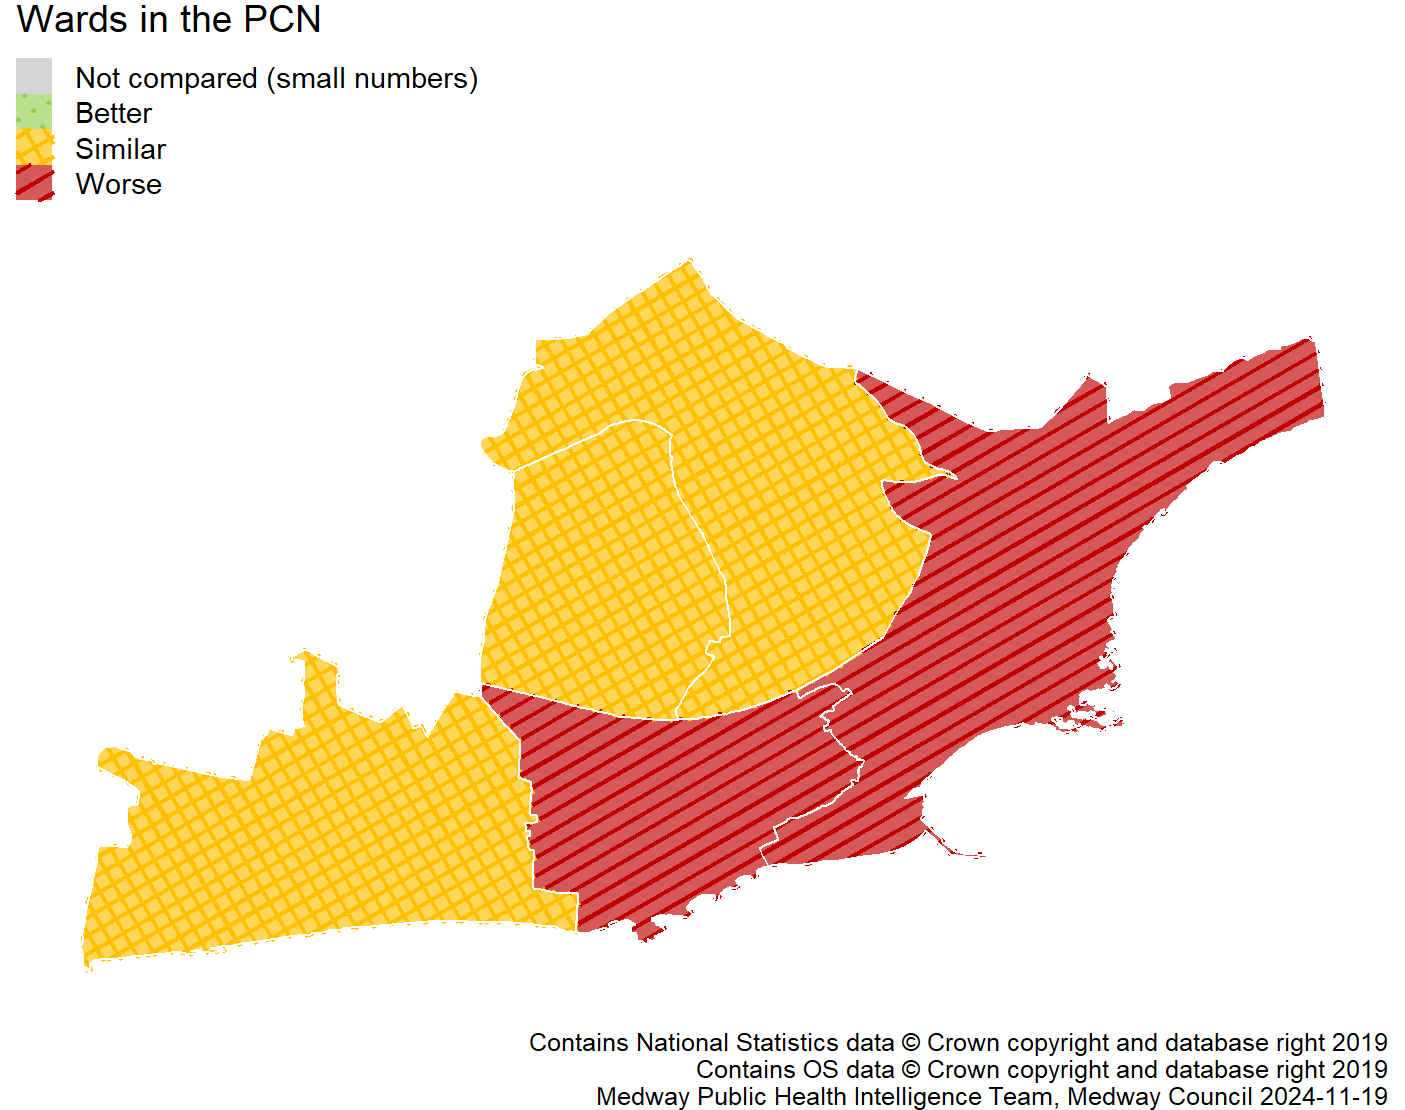 Wards in the PCN
Not compared (small numbers)
Better
Similar
Worse
Contains National Statistics data © Crown copyright and database right 2019
Contains OS data © Crown copyright and database right 2019
Medway Public Health Intelligence Team, Medway Council 2024-11-19